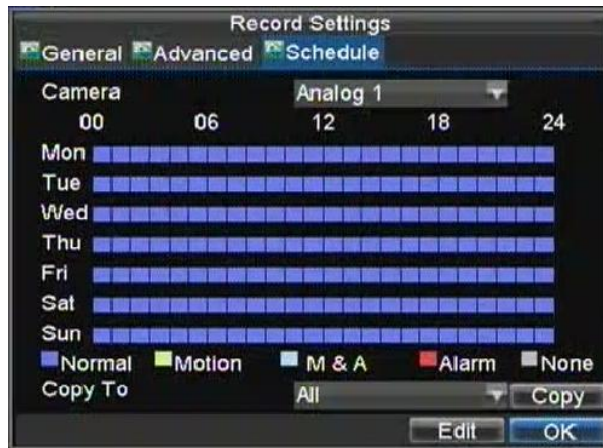 Record Settings
General Advanced Schedule
Camera Analog 1
00 06 12 18 24
Mon
Tue
Wed
Thu
Fri
Sat
Sun
Normal Motion M & A Alarm None
Copy To All Copy
Edit OK